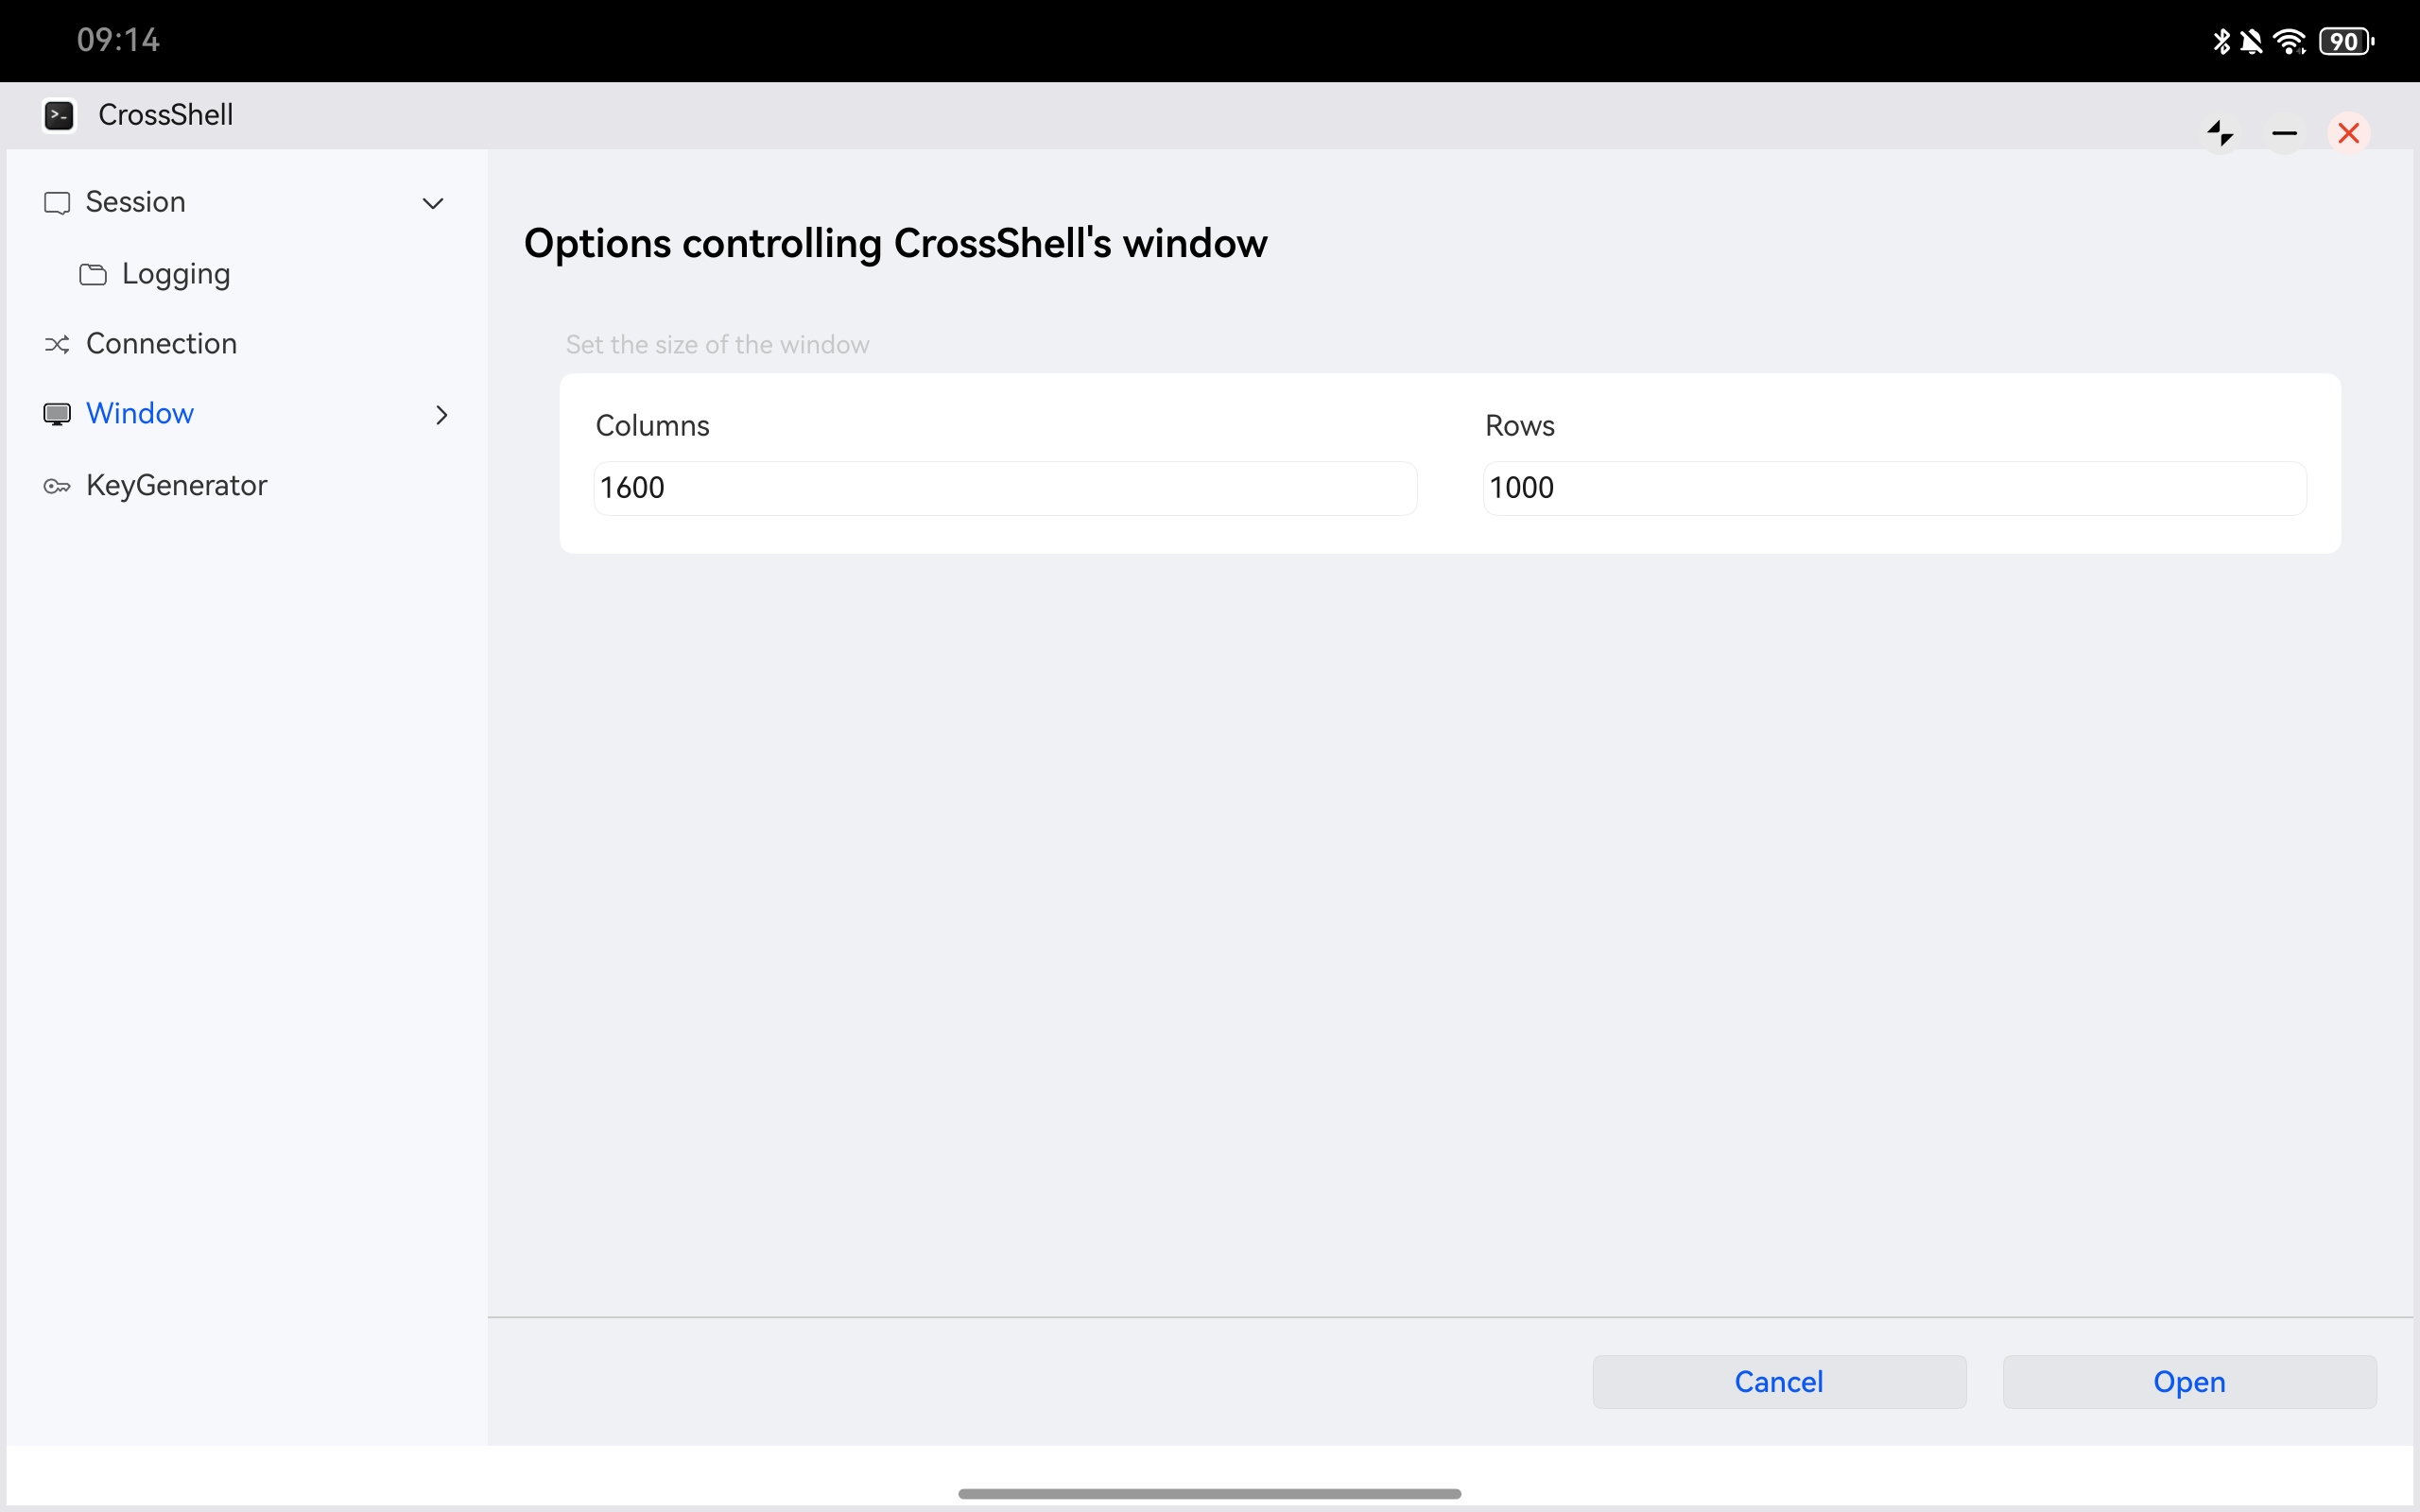 09:14
90
CrossShell
Session
Logging
Connection
Window
KeyGenerator
Options controlling CrossShell's window
Set the size of the window
Columns
Rows
1600
1000
Cancel
Open